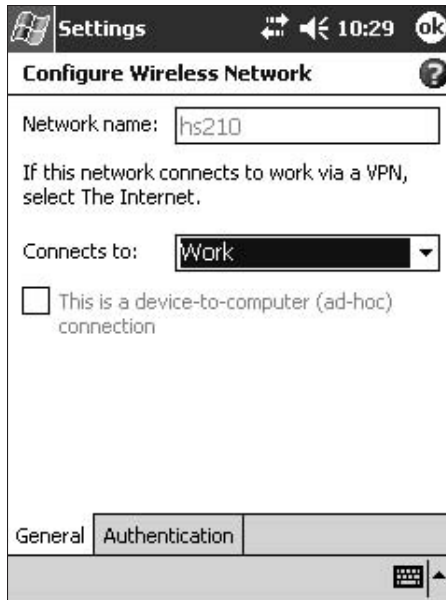 Settings 10:29 ok
Configure Wireless Network
Network name: hs210
If this network connects to work via a VPN,
select The Internet.
Connects to: Work
This is a device-to-computer (ad-hoc)
connection
General Authentication